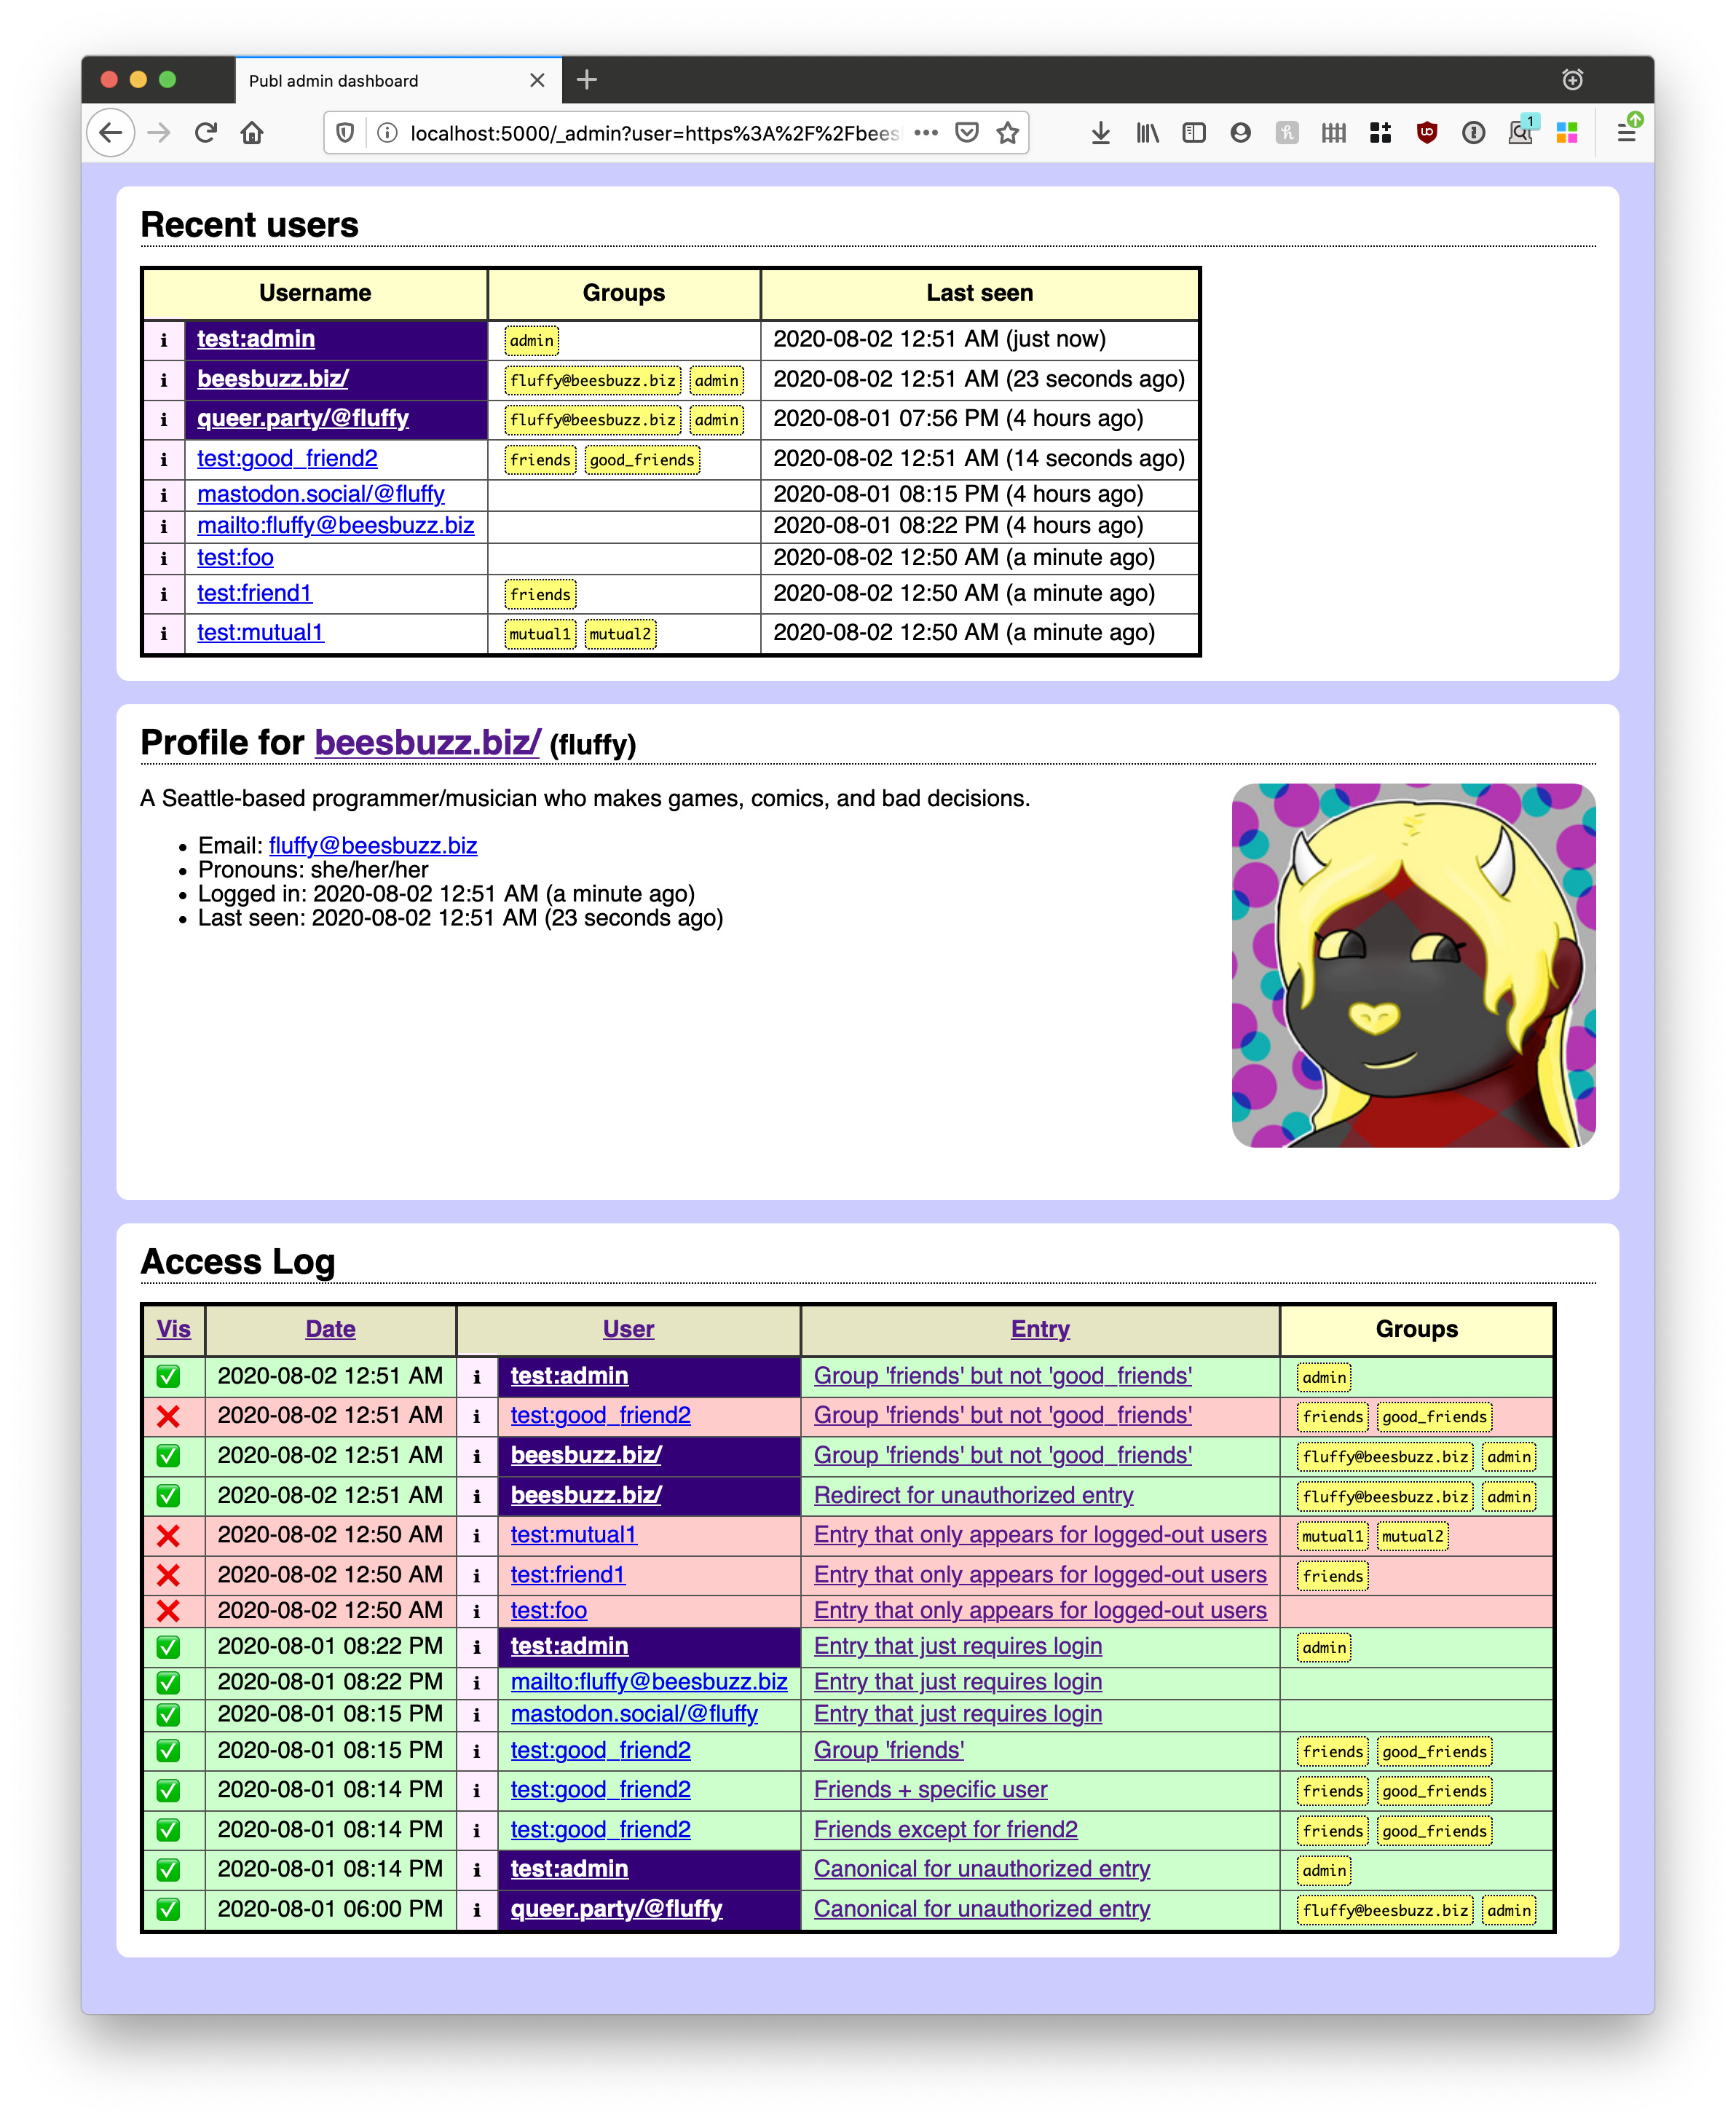 Publ admin dashboard
localhost:5000/_admin?user=https%3A%2F%2Fbees
1
Recent users
Username Groups Last seen
i test:admin admin 2020-08-02 12:51 AM (just now)
i beesbuzz.biz/ fluffy@beesbuzz.biz admin 2020-08-02 12:51 AM (23 seconds ago)
i queer.party/@fluffy fluffy@beesbuzz.biz admin 2020-08-01 07:56 PM (4 hours ago)
i test:good_friend2 friends good_friends 2020-08-02 12:51 AM (14 seconds ago)
i mastodon.social/@fluffy 2020-08-01 08:15 PM (4 hours ago)
i mailto:fluffy@beesbuzz.biz 2020-08-01 08:22 PM (4 hours ago)
i test:foo 2020-08-02 12:50 AM (a minute ago)
i test:friend1 friends 2020-08-02 12:50 AM (a minute ago)
i test:mutual1 mutual1 mutual2 2020-08-02 12:50 AM (a minute ago)
Profile for beesbuzz.biz/ (fluffy)
A Seattle-based programmer/musician who makes games, comics, and bad decisions.
• Email: fluffy@beesbuzz.biz
• Pronouns: she/her/her
• Logged in: 2020-08-02 12:51 AM (a minute ago)
• Last seen: 2020-08-02 12:51 AM (23 seconds ago)
Access Log
Vis Date User Entry Groups
✅ 2020-08-02 12:51 AM i test:admin Group 'friends' but not 'good_friends' admin
❌ 2020-08-02 12:51 AM i test:good_friend2 Group 'friends' but not 'good_friends' friends good_friends
✅ 2020-08-02 12:51 AM i beesbuzz.biz/ Group 'friends' but not 'good_friends' fluffy@beesbuzz.biz admin
✅ 2020-08-02 12:51 AM i beesbuzz.biz/ Redirect for unauthorized entry fluffy@beesbuzz.biz admin
❌ 2020-08-02 12:50 AM i test:mutual1 Entry that only appears for logged-out users mutual1 mutual2
❌ 2020-08-02 12:50 AM i test:friend1 Entry that only appears for logged-out users friends
❌ 2020-08-02 12:50 AM i test:foo Entry that only appears for logged-out users
✅ 2020-08-01 08:22 PM i test:admin Entry that just requires login admin
✅ 2020-08-01 08:22 PM i mailto:fluffy@beesbuzz.biz Entry that just requires login
✅ 2020-08-01 08:15 PM i mastodon.social/@fluffy Entry that just requires login
✅ 2020-08-01 08:15 PM i test:good_friend2 Group 'friends' friends good_friends
✅ 2020-08-01 08:14 PM i test:good_friend2 Friends + specific user friends good_friends
✅ 2020-08-01 08:14 PM i test:good_friend2 Friends except for friend2 friends good_friends
✅ 2020-08-01 08:14 PM i test:admin Canonical for unauthorized entry admin
✅ 2020-08-01 06:00 PM i queer.party/@fluffy Canonical for unauthorized entry fluffy@beesbuzz.biz admin